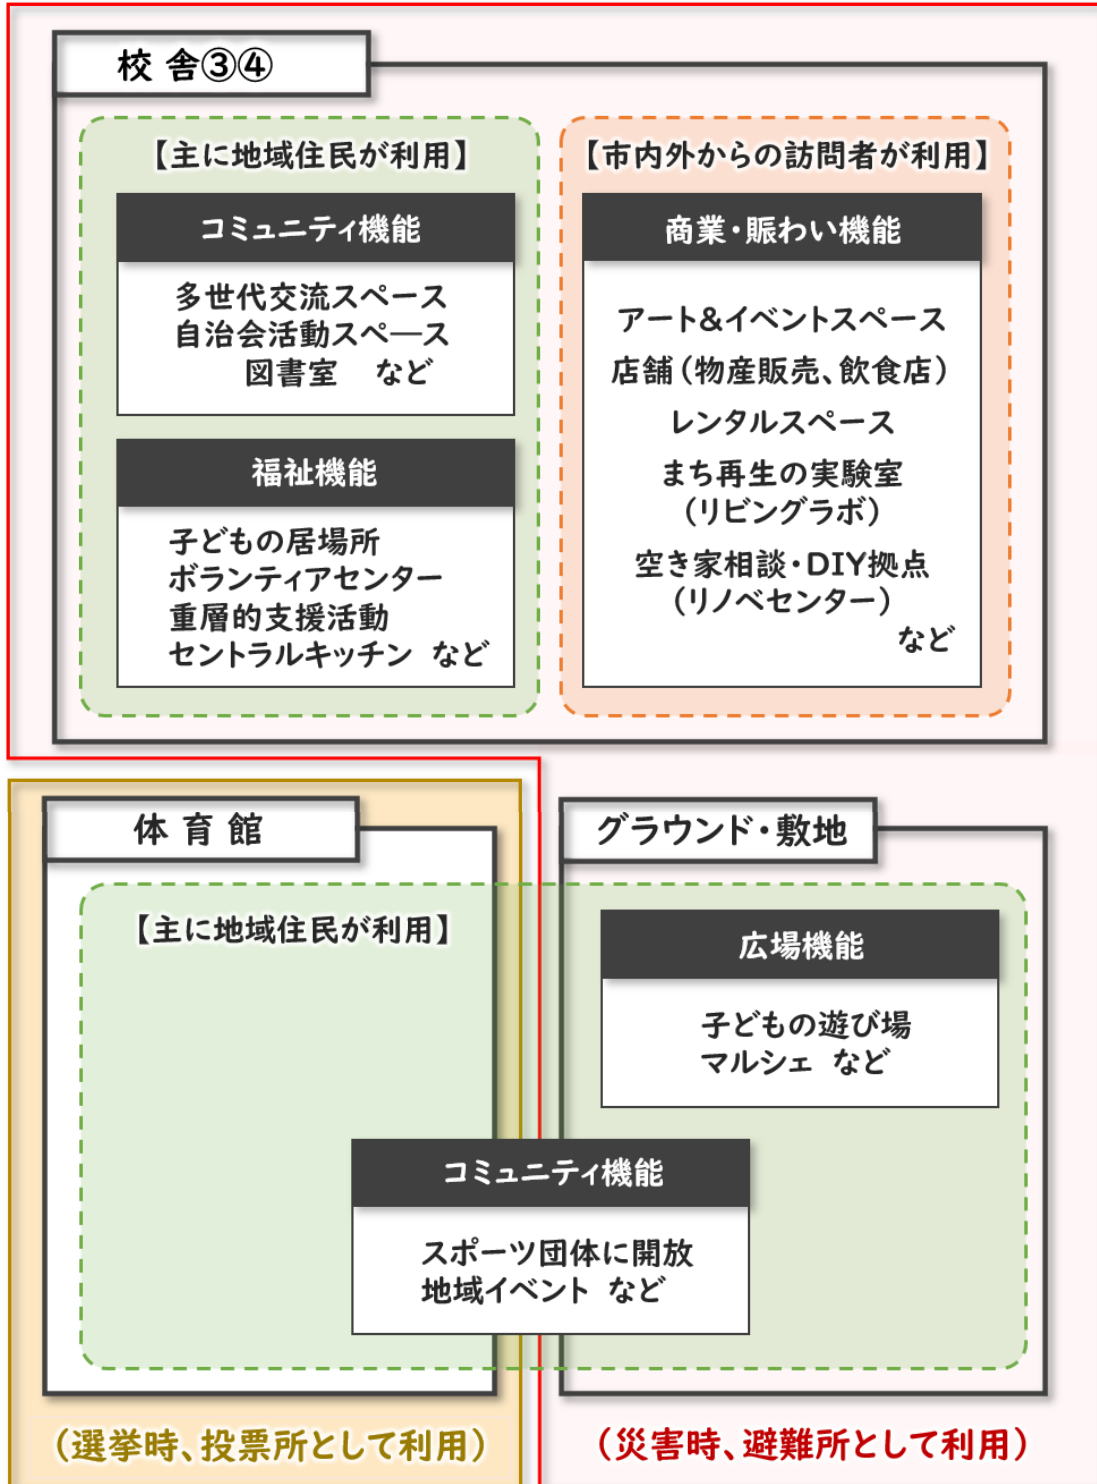 校 舎③④
【主に地域住民が利用】
コミュニティ機能
多世代交流スペース
自治会活動スペース
図書室 など
福祉機能
子どもの居場所
ボランティアセンター
重層的支援活動
セントラルキッチン など
【市内外からの訪問者が利用】
商業・賑わい機能
アート&イベントスペース
店舗（物産販売、飲食店）
レンタルスペース
まち再生の実験室
（リビングラボ）
空き家相談・DIY拠点
（リノベセンター）
など
体 育 館
【主に地域住民が利用】
グラウンド・敷地
広場機能
子どもの遊び場
マルシェ など
コミュニティ機能
スポーツ団体に開放
地域イベント など
（選挙時、投票所として利用）
（災害時、避難所として利用）